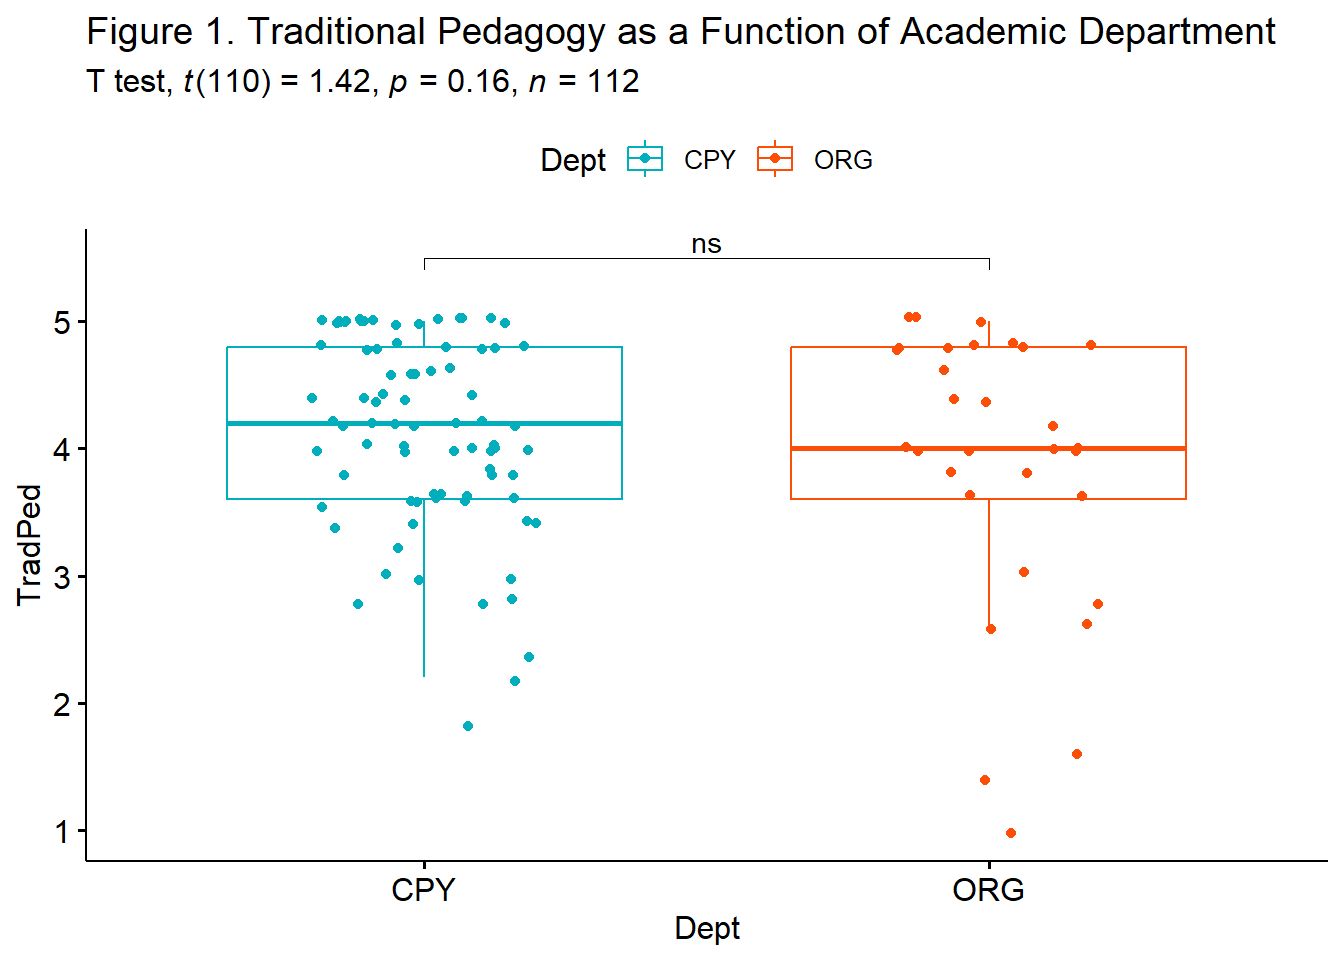 Figure 1. Traditional Pedagogy as a Function of Academic Department
T test, t(110) = 1.42, p = 0.16, n = 112
Dept CPY ORG
ns
5
4
3
2
1
TradPed
CPY ORG
Dept